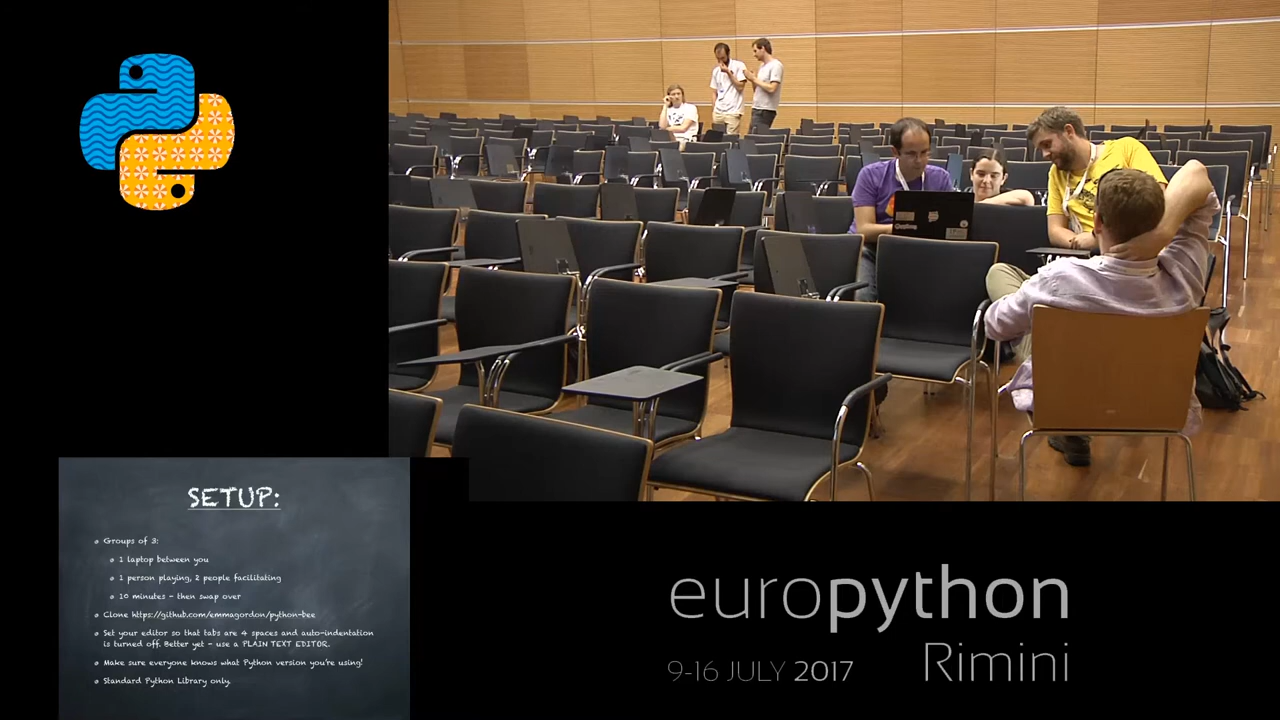 SETUP:
Groups of 3:
1 laptop between you
1 person playing, 2 people facilitating
10 minutes - then swap over
Clone https://github.com/emmagordon/python-bee
Set your editor so that tabs are 4 spaces and auto-indentation
is turned off. Better yet - use a PLAIN TEXT EDITOR.
Make sure everyone knows what Python version you're using!
Standard Python Library only.
europython
9-16 JULY 2017
Rimini